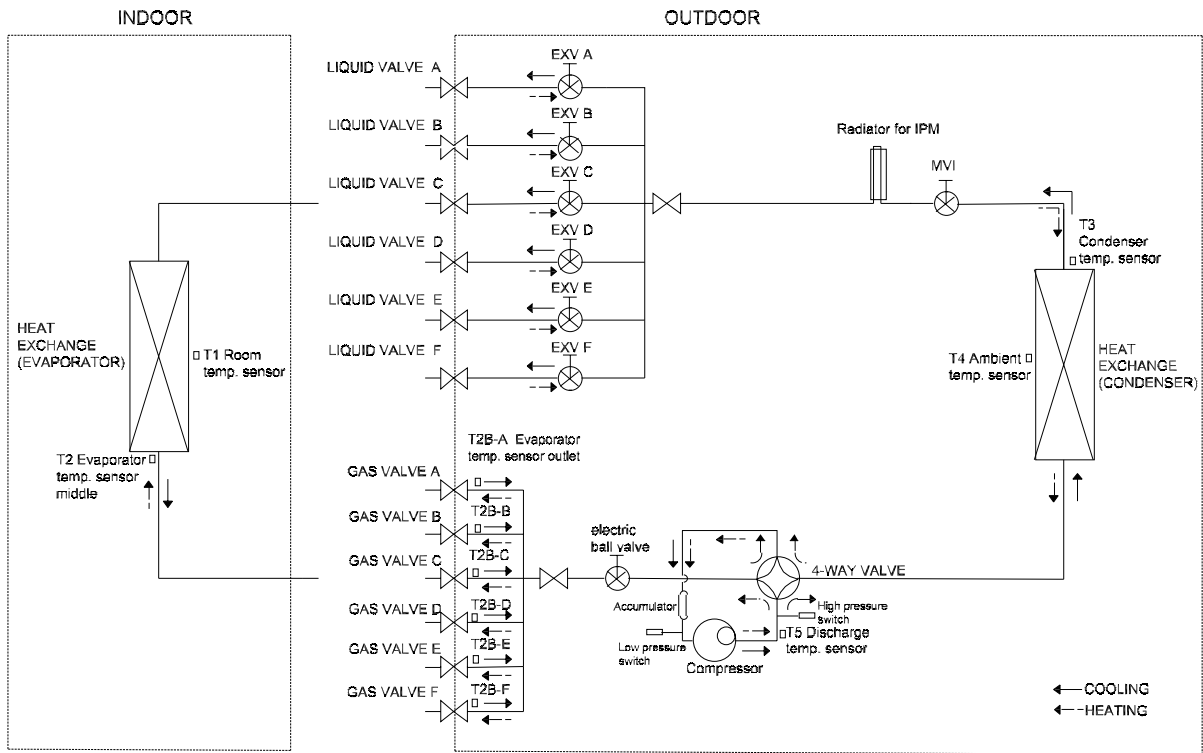 INDOOR
OUTDOOR
LIQUID VALVE A
EXV A
LIQUID VALVE B
EXV B
LIQUID VALVE C
EXV C
LIQUID VALVE D
EXV D
LIQUID VALVE E
EXV E
LIQUID VALVE F
EXV F
Radiator for IPM
MVI
T3
Condenser
temp. sensor
HEAT
EXCHANGE
(EVAPORATOR)
T1 Room
temp. sensor
T4 Ambient
temp. sensor
HEAT
EXCHANGE
(CONDENSER)
T2 Evaporator
temp. sensor
middle
T2B-A Evaporator
temp. sensor outlet
GAS VALVE A
GAS VALVE B
T2B-B
GAS VALVE C
T2B-C
GAS VALVE D
T2B-D
GAS VALVE E
T2B-E
GAS VALVE F
T2B-F
electric
ball valve
4-WAY VALVE
Accumulator
High pressure
switch
Low pressure
switch
T5 Discharge
temp. sensor
Compressor
COOLING
HEATING